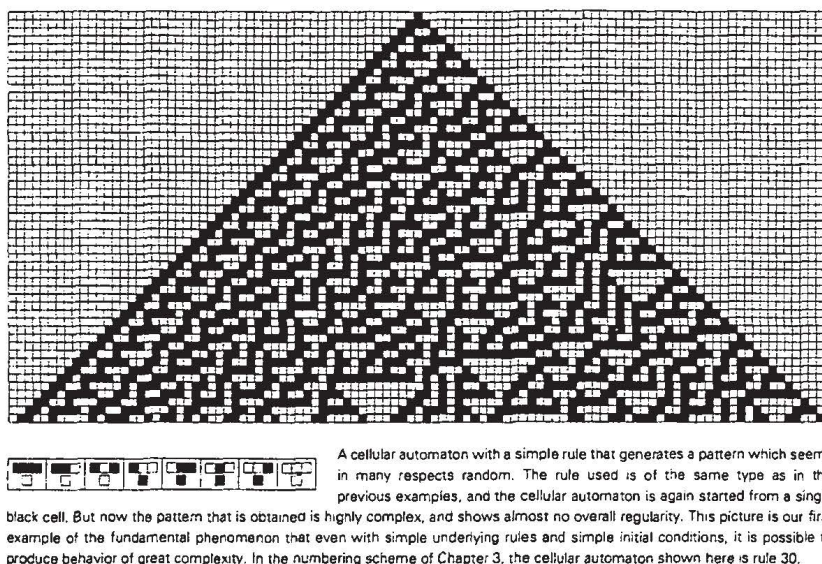 A cellular automaton with a simple rule that generates a pattern which seem
in many respects random. The rule used is of the same type as in th
previous examples, and the cellular automaton is again started from a sing
black cell. But now the pattern that is obtained is highly complex, and shows almost no overall regularity. This picture is our fir
example of the fundamental phenomenon that even with simple underlying rules and simple initial conditions, it is possible t
produce behavior of great complexity. In the numbering scheme of Chapter 3, the cellular automaton shown here is rule 30.